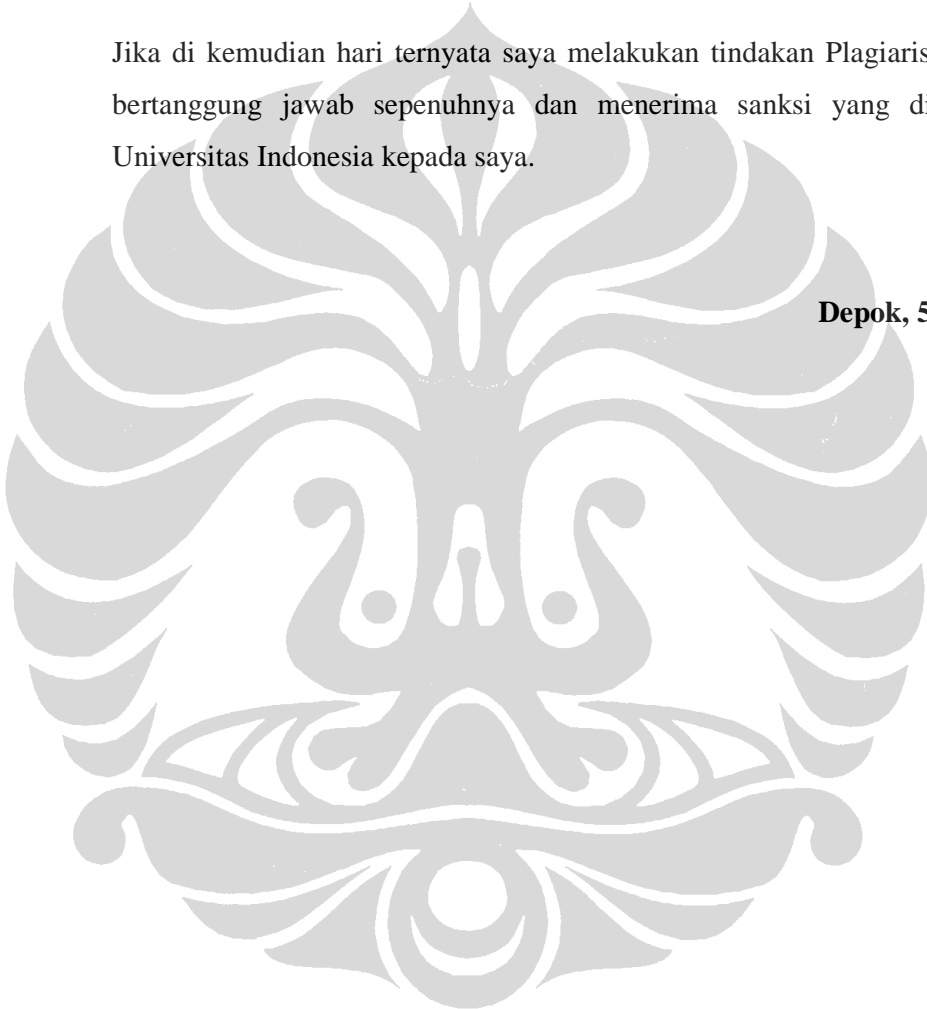 Jika di kemudian hari ternyata saya melakukan tindakan Plagiaris
bertanggung jawab sepenuhnya dan menerima sanksi yang di
Universitas Indonesia kepada saya.
Depok, 5